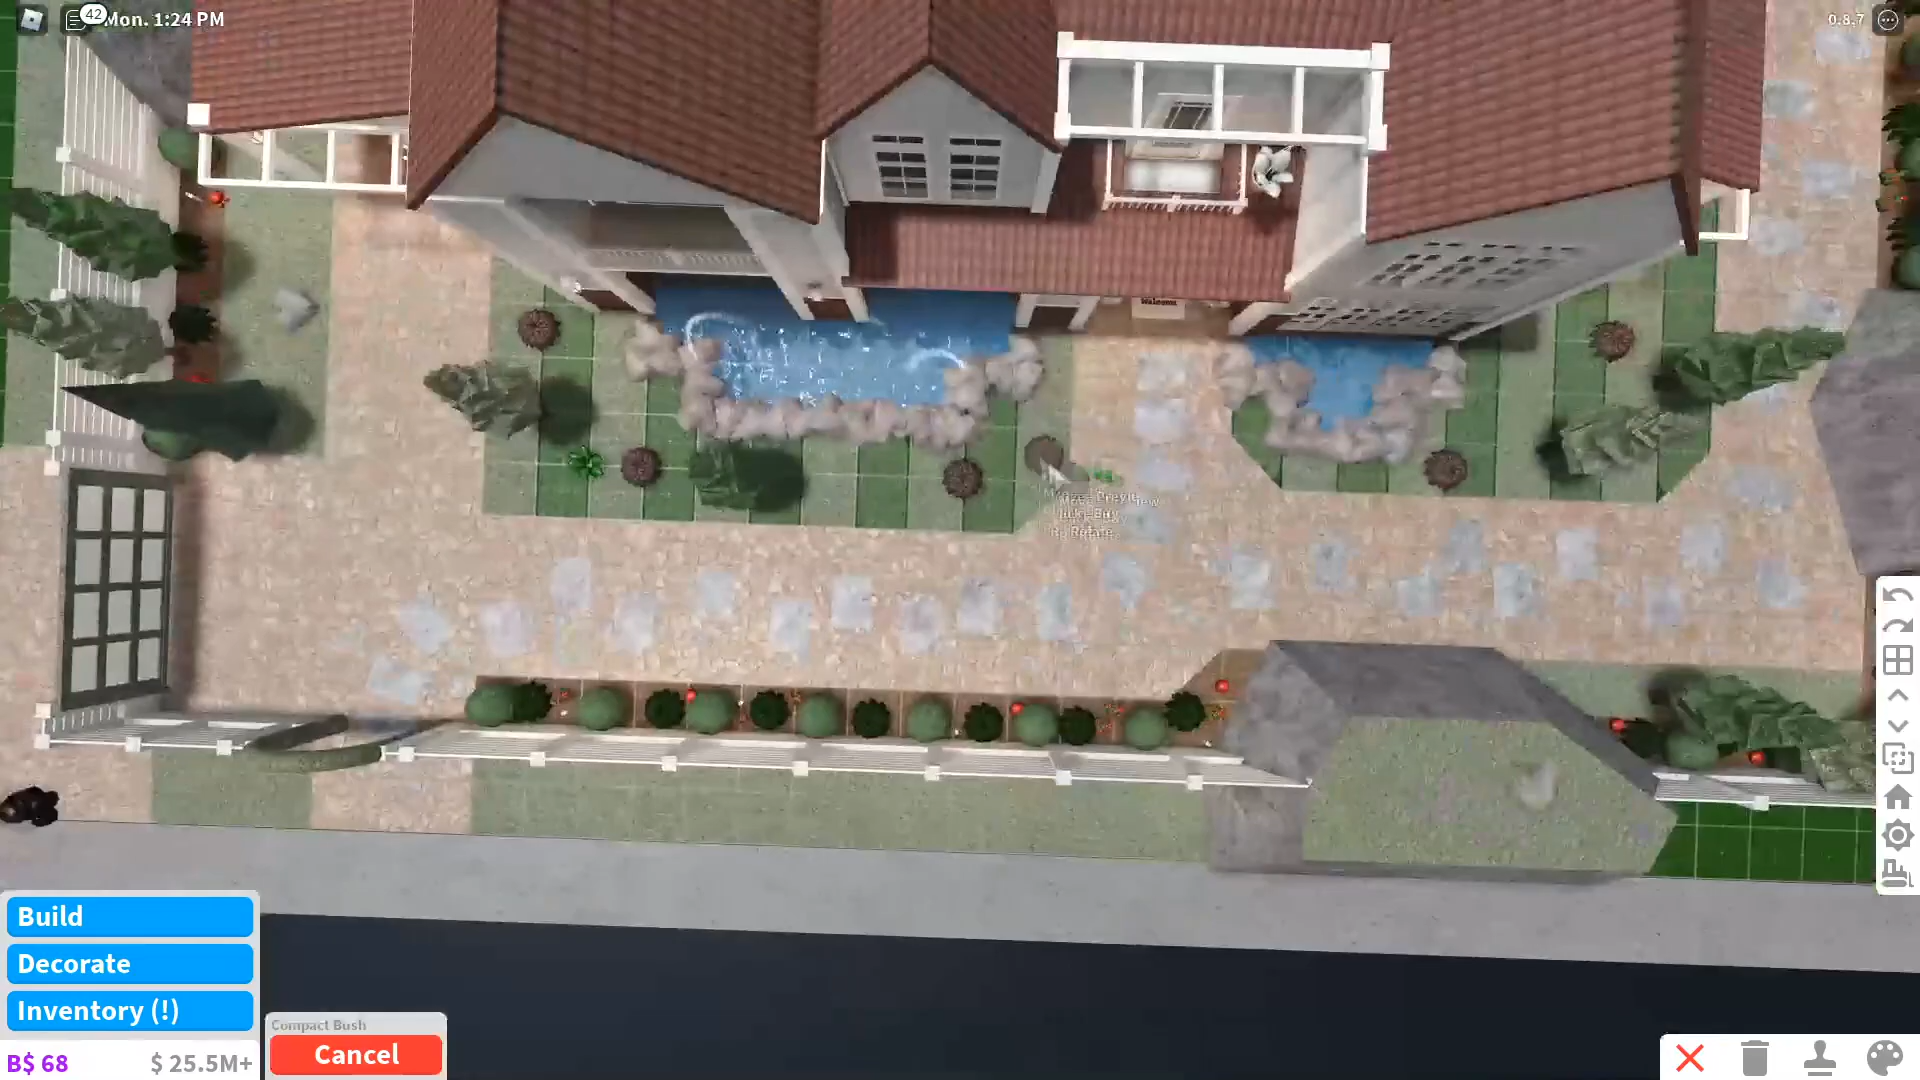 42
Mon. 1:24 PM
0.8.7
Welcome
Build
Decorate
Inventory (!)
B$ 68
$ 25.5M+
Compact Bush
Cancel